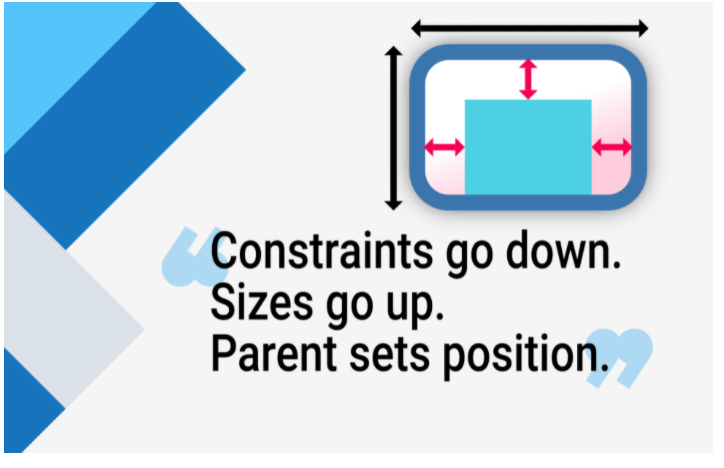 Constraints go down.
Sizes go up.
Parent sets position.